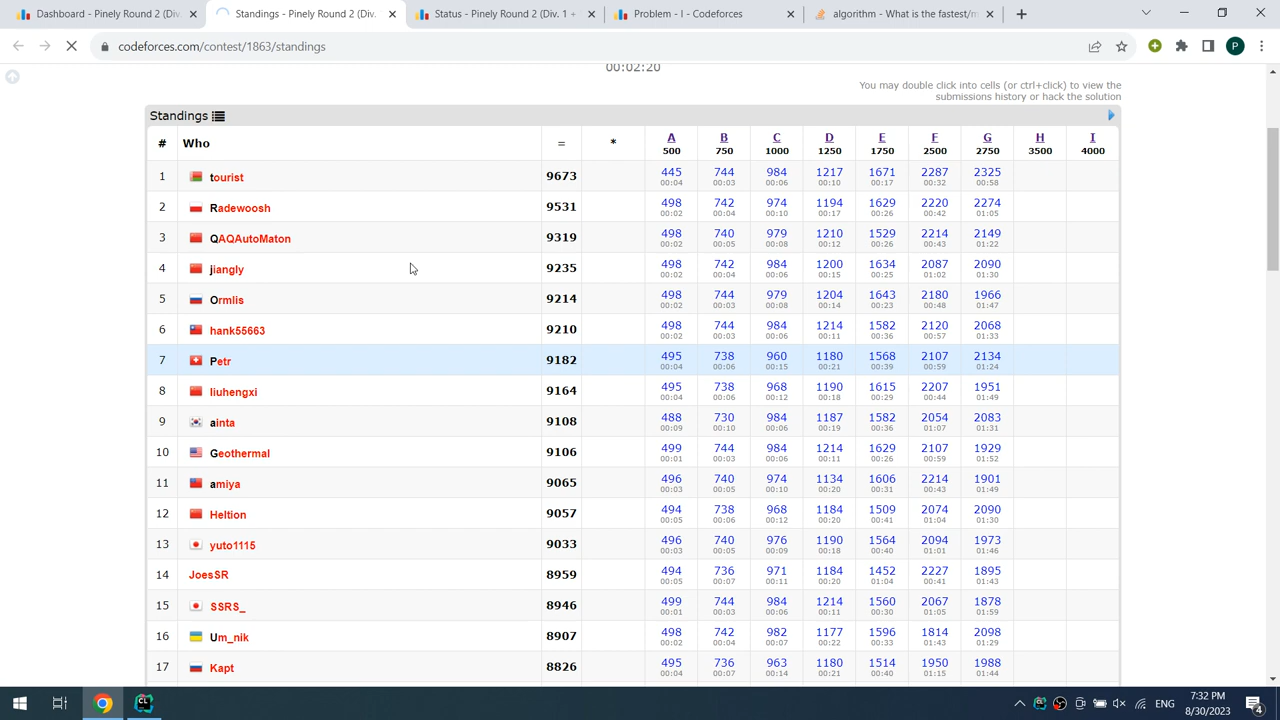 Dashboard - Pinely Round 2 (Div. Standings - Pinely Round 2 (Div. Status - Pinely Round 2 (Div. 1 + Problem - I - Codeforces algorithm - What is the fastest/m
codeforces.com/contest/1863/standings P
00:02:20
You may double click into cells (or ctrl+click) to view the
submissions history or hack the solution
Standings
# Who = * A B C D E F G H I
500 750 1000 1250 1750 2500 2750 3500 4000
1 tourist 9673 445 744 984 1217 1671 2287 2325
00:04 00:03 00:06 00:10 00:17 00:32 00:58
2 Radewoosh 9531 498 742 974 1194 1629 2220 2274
00:02 00:04 00:10 00:17 00:26 00:42 01:05
3 QAQAutoMaton 9319 498 740 979 1210 1529 2214 2149
00:02 00:05 00:08 00:12 00:26 00:43 01:22
4 jiangly 9235 498 742 984 1200 1634 2087 2090
00:02 00:04 00:06 00:15 00:25 01:02 01:30
5 Ormlis 9214 498 744 979 1204 1643 2180 1966
00:02 00:03 00:08 00:14 00:23 00:48 01:47
6 hank55663 9210 498 744 984 1214 1582 2120 2068
00:02 00:03 00:06 00:11 00:36 00:57 01:33
7 Petr 9182 495 738 960 1180 1568 2107 2134
00:04 00:06 00:15 00:21 00:39 00:59 01:24
8 liuhengxi 9164 495 738 968 1190 1615 2207 1951
00:04 00:06 00:12 00:18 00:29 00:44 01:49
9 ainta 9108 488 730 984 1187 1582 2054 2083
00:09 00:10 00:06 00:19 00:36 01:07 01:31
10 Geothermal 9106 499 744 984 1214 1629 2107 1929
00:01 00:03 00:06 00:11 00:26 00:59 01:52
11 amiya 9065 496 740 974 1134 1606 2214 1901
00:03 00:05 00:10 00:20 00:31 00:43 01:49
12 Heltion 9057 494 738 968 1184 1509 2074 2090
00:05 00:06 00:12 00:20 00:41 01:04 01:30
13 yuto1115 9033 496 740 976 1190 1564 2094 1973
00:03 00:05 00:09 00:18 00:40 01:01 01:46
14 JoesSR 8959 494 736 971 1184 1452 2227 1895
00:05 00:07 00:11 00:20 01:04 00:41 01:43
15 SSRS_ 8946 499 744 984 1214 1560 2067 1878
00:01 00:03 00:06 00:11 00:30 01:05 01:59
16 Um_nik 8907 498 742 982 1177 1596 1814 2098
00:02 00:04 00:07 00:22 00:33 01:43 01:29
17 Kapt 8826 495 736 963 1180 1514 1950 1988
00:04 00:07 00:14 00:21 00:40 01:15 01:44
CL CL ENG 7:32 PM
8/30/2023 4